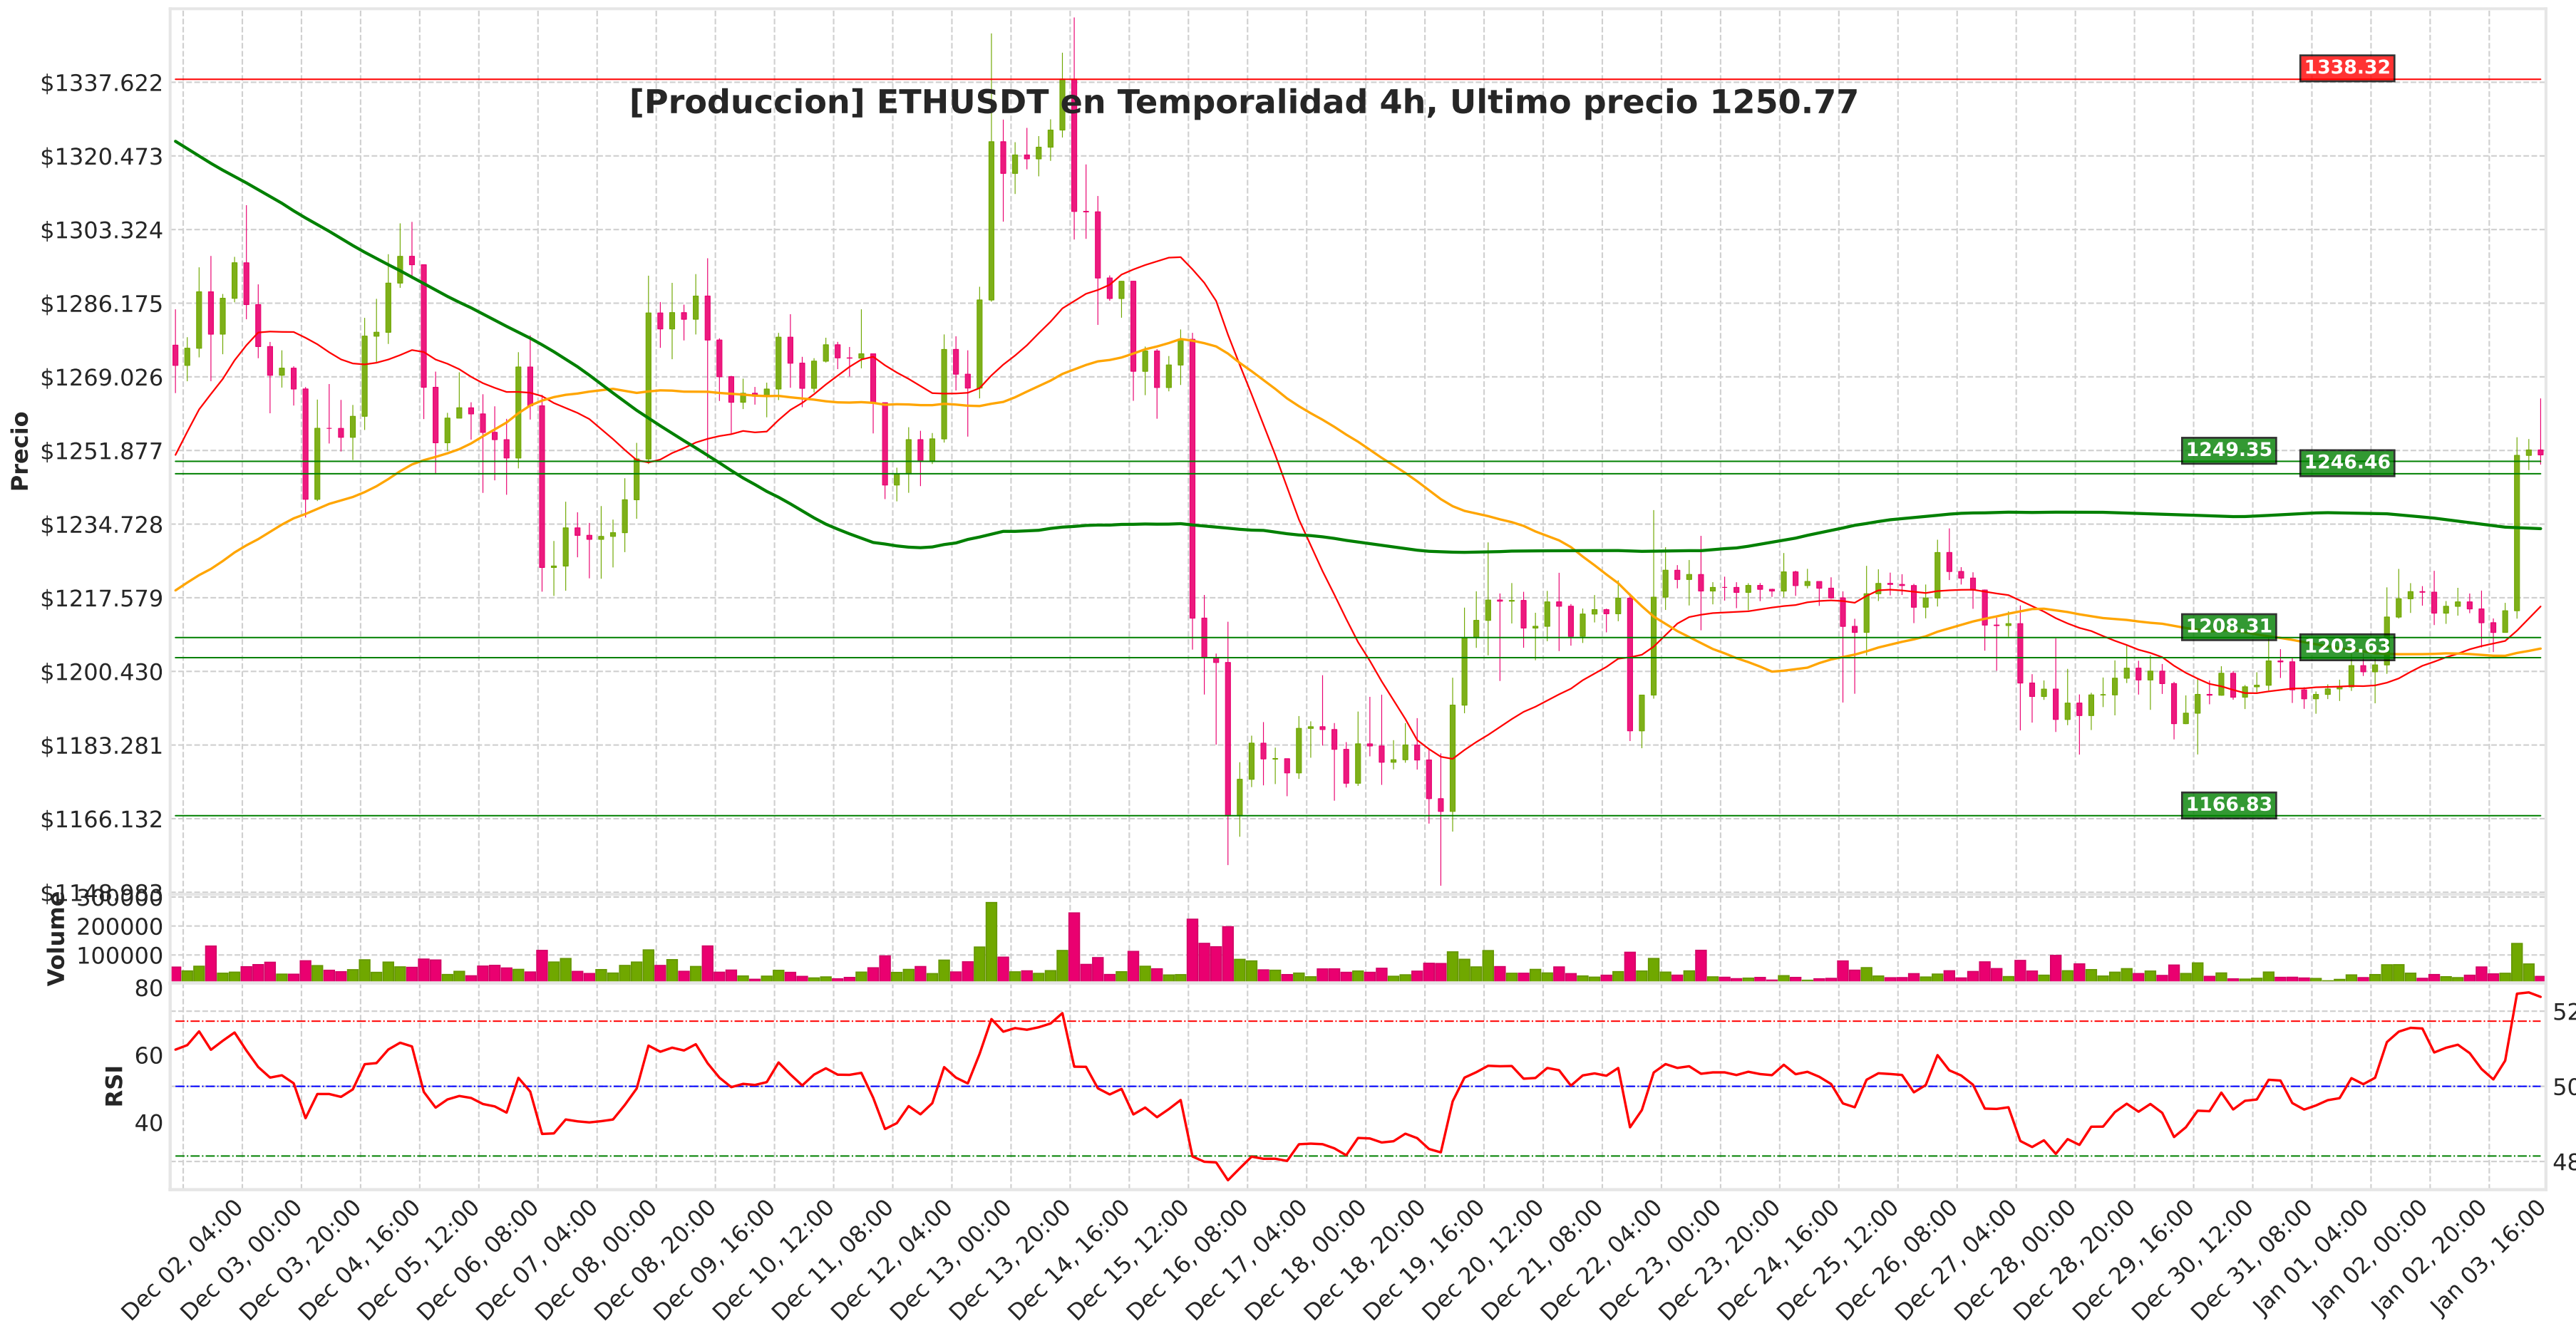 [Produccion] ETHUSDT en Temporalidad 4h, Ultimo precio 1250.77
Precio
$1337.622
$1320.473
$1303.324
$1286.175
$1269.026
$1251.877
$1234.728
$1217.579
$1200.430
$1183.281
$1166.132
$1148.983
1338.32
1249.35
1246.46
1208.31
1203.63
1166.83
Volume
300000
200000
100000
RSI
80
60
40
52
50
48
Dec 02, 04:00
Dec 03, 00:00
Dec 03, 20:00
Dec 04, 16:00
Dec 05, 12:00
Dec 06, 08:00
Dec 07, 04:00
Dec 08, 00:00
Dec 08, 20:00
Dec 09, 16:00
Dec 10, 12:00
Dec 11, 08:00
Dec 12, 04:00
Dec 13, 00:00
Dec 13, 20:00
Dec 14, 16:00
Dec 15, 12:00
Dec 16, 08:00
Dec 17, 04:00
Dec 18, 00:00
Dec 18, 20:00
Dec 19, 16:00
Dec 20, 12:00
Dec 21, 08:00
Dec 22, 04:00
Dec 23, 00:00
Dec 23, 20:00
Dec 24, 16:00
Dec 25, 12:00
Dec 26, 08:00
Dec 27, 04:00
Dec 28, 00:00
Dec 28, 20:00
Dec 29, 16:00
Dec 30, 12:00
Dec 31, 08:00
Jan 01, 04:00
Jan 02, 00:00
Jan 02, 20:00
Jan 03, 16:00